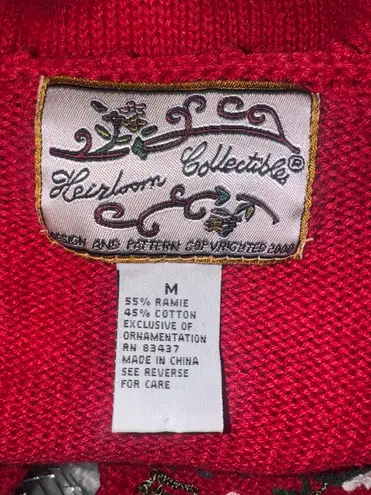 Heirloom Collectibles®
DESIGN AND PATTERN COPYRIGHTED 2000
M
55% RAMIE
45% COTTON
EXCLUSIVE OF
ORNAMENTATION
RN 83437
MADE IN CHINA
SEE REVERSE
FOR CARE